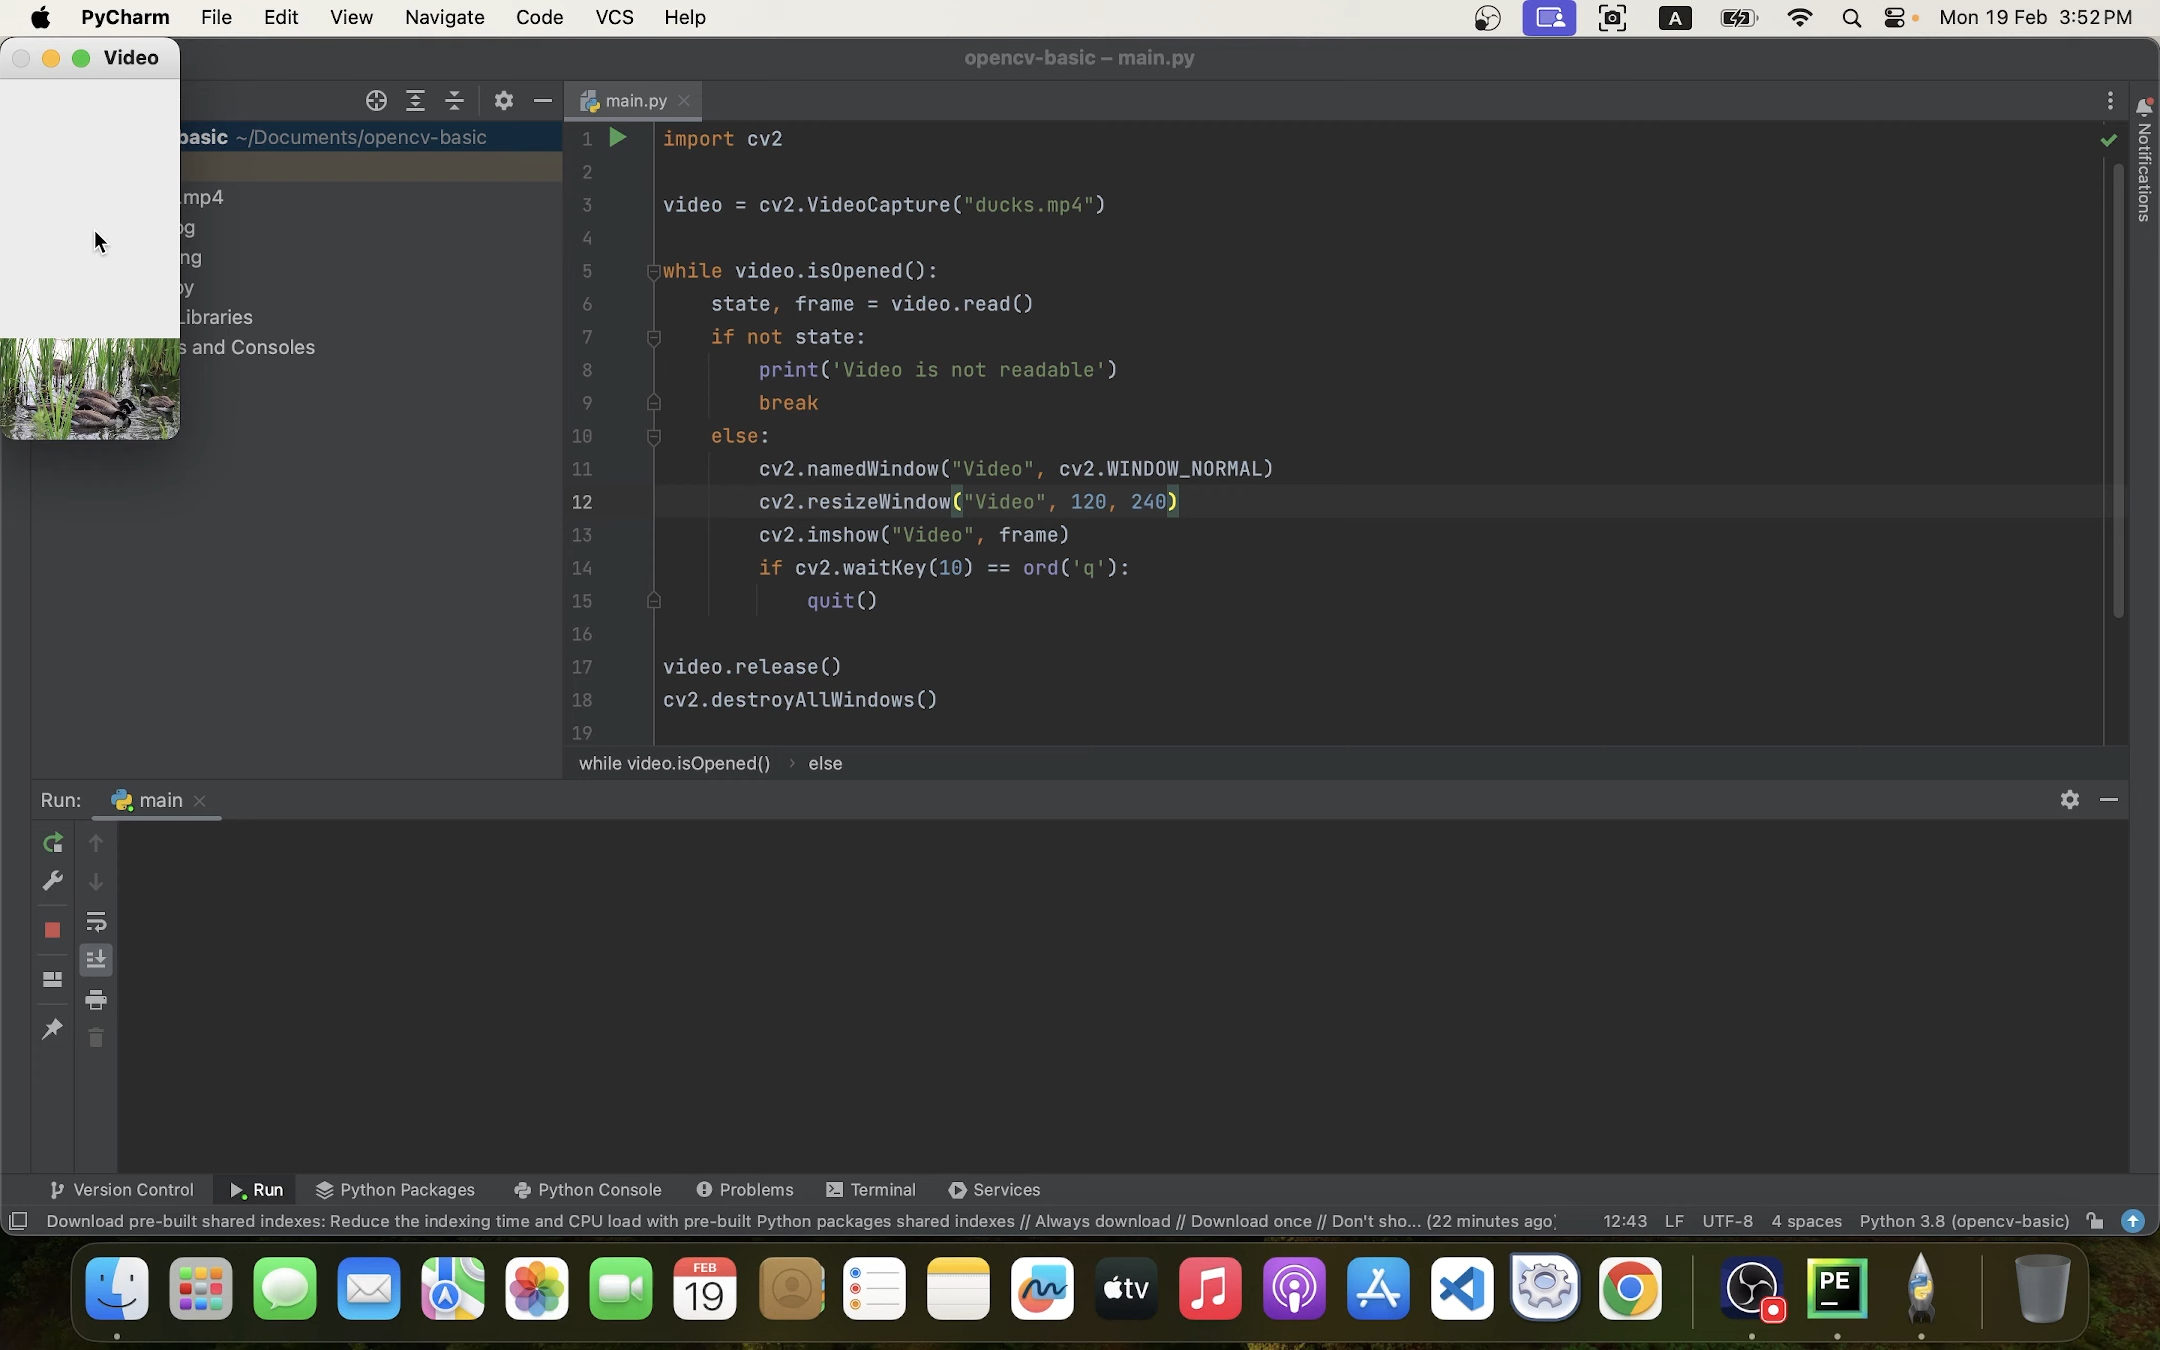 PyCharm File Edit View Navigate Code VCS Help A Mon 19 Feb 3:52 PM
Video
opencv-basic – main.py
main.py
basic ~/Documents/opencv-basic
.mp4
ng
Libraries
s and Consoles
1 import cv2
2
3 video = cv2.VideoCapture("ducks.mp4")
4
5 while video.isOpened():
6 state, frame = video.read()
7 if not state:
8 print('Video is not readable')
9 break
10 else:
11 cv2.namedWindow("Video", cv2.WINDOW_NORMAL)
12 cv2.resizeWindow("Video", 120, 240)
13 cv2.imshow("Video", frame)
14 if cv2.waitKey(10) == ord('q'):
15 quit()
16
17 video.release()
18 cv2.destroyAllWindows()
19
while video.isOpened() › else
Notifications
Run: main
Version Control Run Python Packages Python Console Problems Terminal Services
Download pre-built shared indexes: Reduce the indexing time and CPU load with pre-built Python packages shared indexes // Always download // Download once // Don't sho... (22 minutes ago) 12:43 LF UTF-8 4 spaces Python 3.8 (opencv-basic)
FEB
19
tv
PE